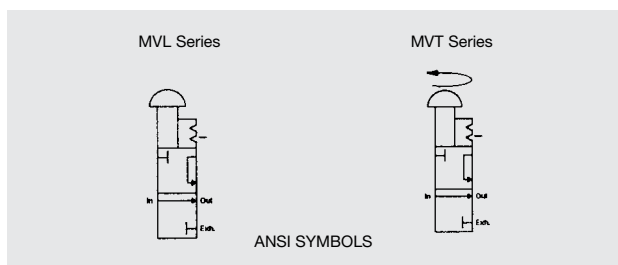 MVL Series
MVT Series
In Out
Exh.
In Out
Exh.
ANSI SYMBOLS